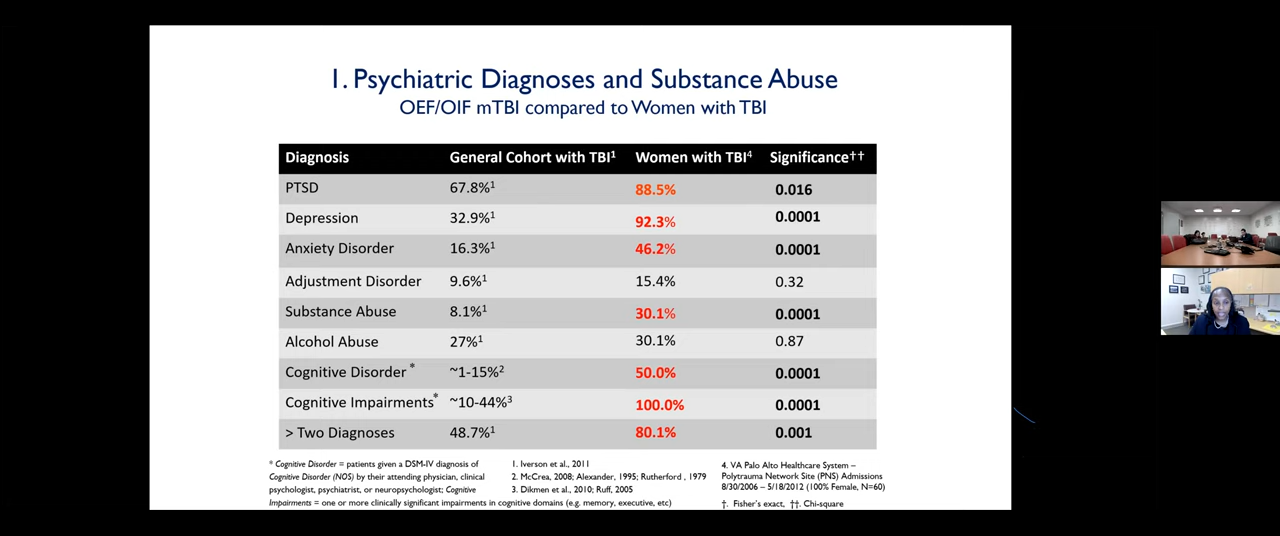 1. Psychiatric Diagnoses and Substance Abuse
OEF/OIF mTBI compared to Women with TBI
Diagnosis General Cohort with TBI¹ Women with TBI⁴ Significance††
PTSD 67.8%¹ 88.5% 0.016
Depression 32.9%¹ 92.3% 0.0001
Anxiety Disorder 16.3%¹ 46.2% 0.0001
Adjustment Disorder 9.6%¹ 15.4% 0.32
Substance Abuse 8.1%¹ 30.1% 0.0001
Alcohol Abuse 27%¹ 30.1% 0.87
Cognitive Disorder* ~1-15%² 50.0% 0.0001
Cognitive Impairments* ~10-44%³ 100.0% 0.0001
> Two Diagnoses 48.7%¹ 80.1% 0.001
* Cognitive Disorder = patients given a DSM-IV diagnosis of
Cognitive Disorder (NOS) by their attending physician, clinical
psychologist, psychiatrist, or neuropsychologist; Cognitive
Impairments = one or more clinically significant impairments in cognitive domains (e.g. memory, executive, etc)
1. Iverson et al., 2011
2. McCrea, 2008; Alexander, 1995; Rutherford , 1979
3. Dikmen et al., 2010; Ruff, 2005
4. VA Palo Alto Healthcare System –
Polytrauma Network Site (PNS) Admissions
8/30/2006 – 5/18/2012 (100% Female, N=60)
†. Fisher's exact, ††. Chi-square